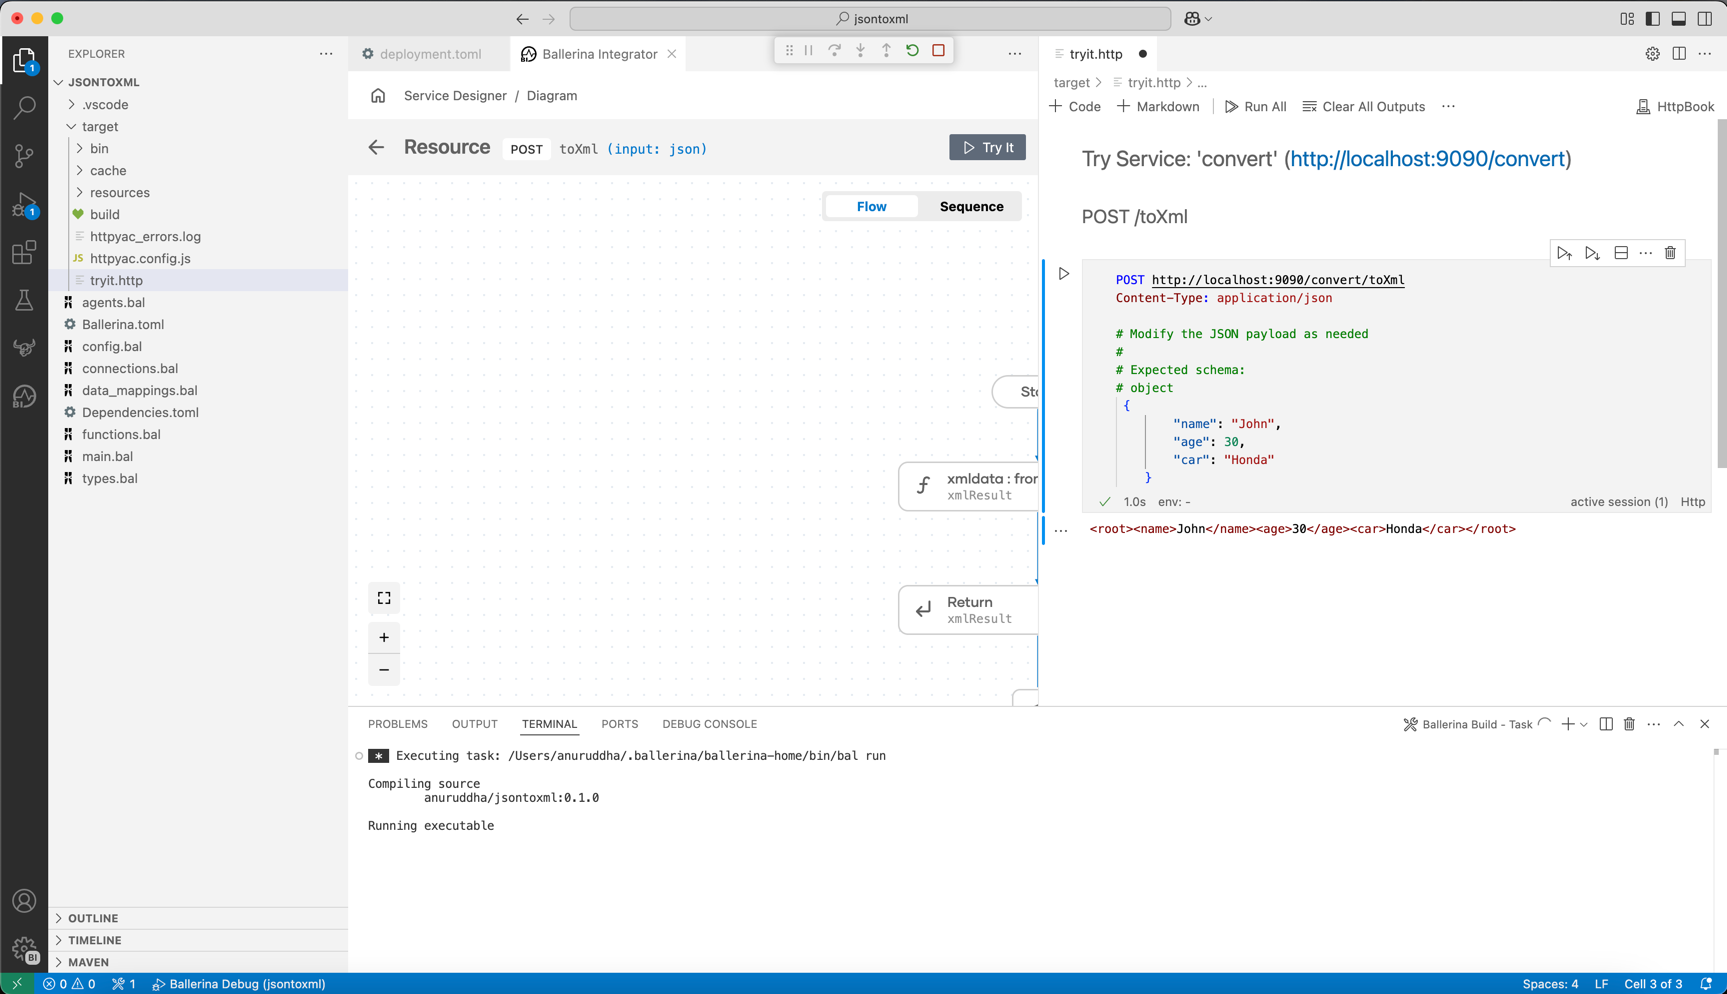 jsontoxml
EXPLORER
JSONTOXML
.vscode
target
bin
cache
resources
build
httpyac_errors.log
JS httpyac.config.js
tryit.http
agents.bal
Ballerina.toml
config.bal
connections.bal
data_mappings.bal
Dependencies.toml
functions.bal
main.bal
types.bal
OUTLINE
TIMELINE
MAVEN
1
1
BI
BI
deployment.toml
Ballerina Integrator
Service Designer / Diagram
Resource POST toXml (input: json)
Try It
Flow Sequence
xmldata : from
xmlResult
Return
xmlResult
tryit.http
target > tryit.http > ...
+ Code + Markdown Run All Clear All Outputs ... HttpBook
Try Service: 'convert' (http://localhost:9090/convert)
POST /toXml
POST http://localhost:9090/convert/toXml
Content-Type: application/json
# Modify the JSON payload as needed
#
# Expected schema:
# object
{
"name": "John",
"age": 30,
"car": "Honda"
}
1.0s env: - active session (1) Http
<root><name>John</name><age>30</age><car>Honda</car></root>
PROBLEMS OUTPUT TERMINAL PORTS DEBUG CONSOLE
Ballerina Build - Task
* Executing task: /Users/anuruddha/.ballerina/ballerina-home/bin/bal run
Compiling source
anuruddha/jsontoxml:0.1.0
Running executable
0 0 1 Ballerina Debug (jsontoxml)
Spaces: 4 LF Cell 3 of 3